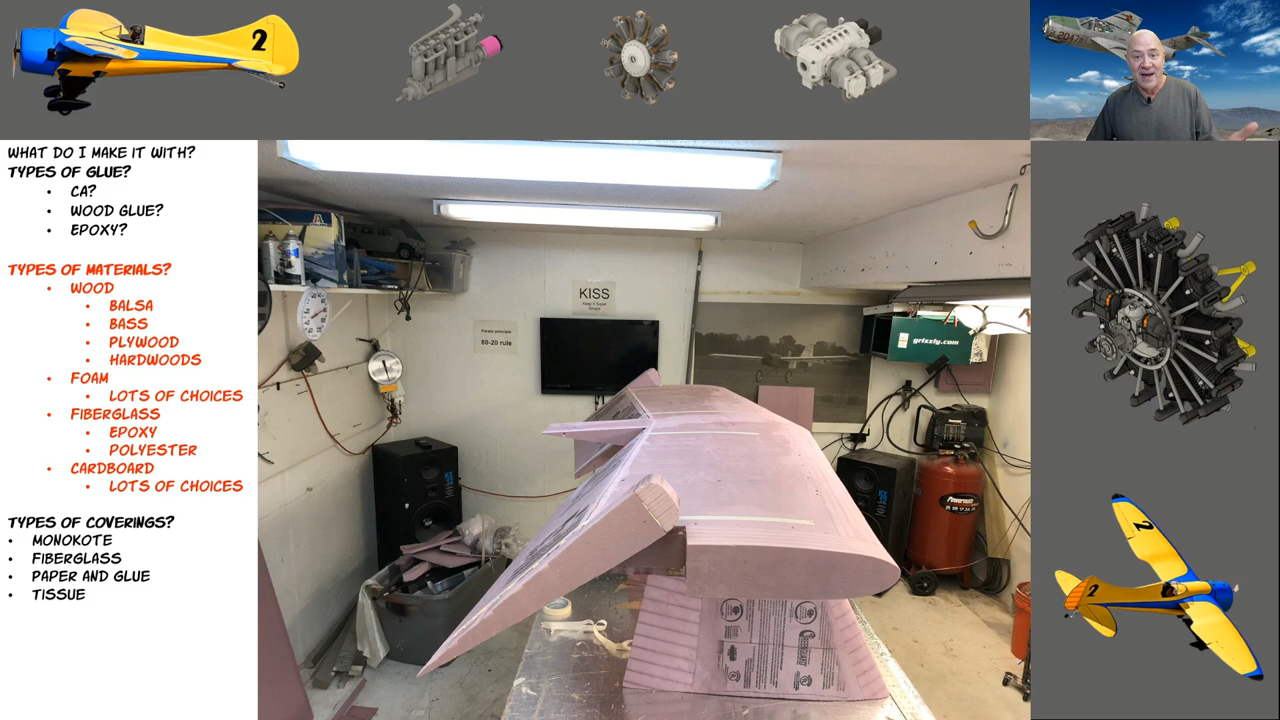 2
WHAT DO I MAKE IT WITH?
TYPES OF GLUE?
• CA?
• WOOD GLUE?
• EPOXY?
TYPES OF MATERIALS?
• WOOD
• BALSA
• BASS
• PLYWOOD
• HARDWOODS
• FOAM
• LOTS OF CHOICES
• FIBERGLASS
• EPOXY
• POLYESTER
• CARDBOARD
• LOTS OF CHOICES
TYPES OF COVERINGS?
• MONOKOTE
• FIBERGLASS
• PAPER AND GLUE
• TISSUE
KISS
Keep It Super
Simple
Pareto principle
80-20 rule
grizzly.com
Powermate
2
2